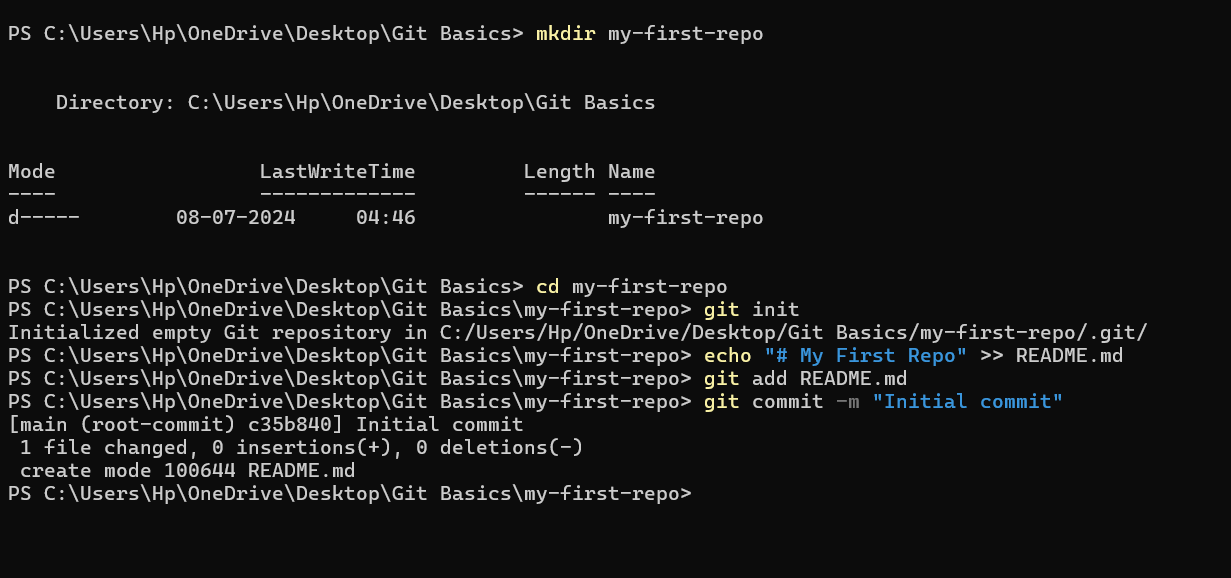 PS C:\Users\Hp\OneDrive\Desktop\Git Basics> mkdir my-first-repo
Directory: C:\Users\Hp\OneDrive\Desktop\Git Basics
Mode                 LastWriteTime         Length Name
----                 -------------         ------ ----
d-----        08-07-2024     04:46                my-first-repo
PS C:\Users\Hp\OneDrive\Desktop\Git Basics> cd my-first-repo
PS C:\Users\Hp\OneDrive\Desktop\Git Basics\my-first-repo> git init
Initialized empty Git repository in C:/Users/Hp/OneDrive/Desktop/Git Basics/my-first-repo/.git/
PS C:\Users\Hp\OneDrive\Desktop\Git Basics\my-first-repo> echo "# My First Repo" >> README.md
PS C:\Users\Hp\OneDrive\Desktop\Git Basics\my-first-repo> git add README.md
PS C:\Users\Hp\OneDrive\Desktop\Git Basics\my-first-repo> git commit -m "Initial commit"
[main (root-commit) c35b840] Initial commit
 1 file changed, 0 insertions(+), 0 deletions(-)
 create mode 100644 README.md
PS C:\Users\Hp\OneDrive\Desktop\Git Basics\my-first-repo>